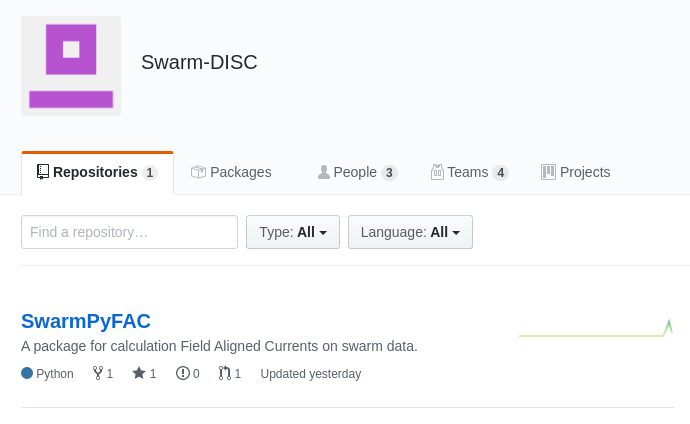 Swarm-DISC
Repositories 1 Packages People 3 Teams 4 Projects
Find a repository… Type: All Language: All
SwarmPyFAC
A package for calculation Field Aligned Currents on swarm data.
Python 1 1 0 1 Updated yesterday